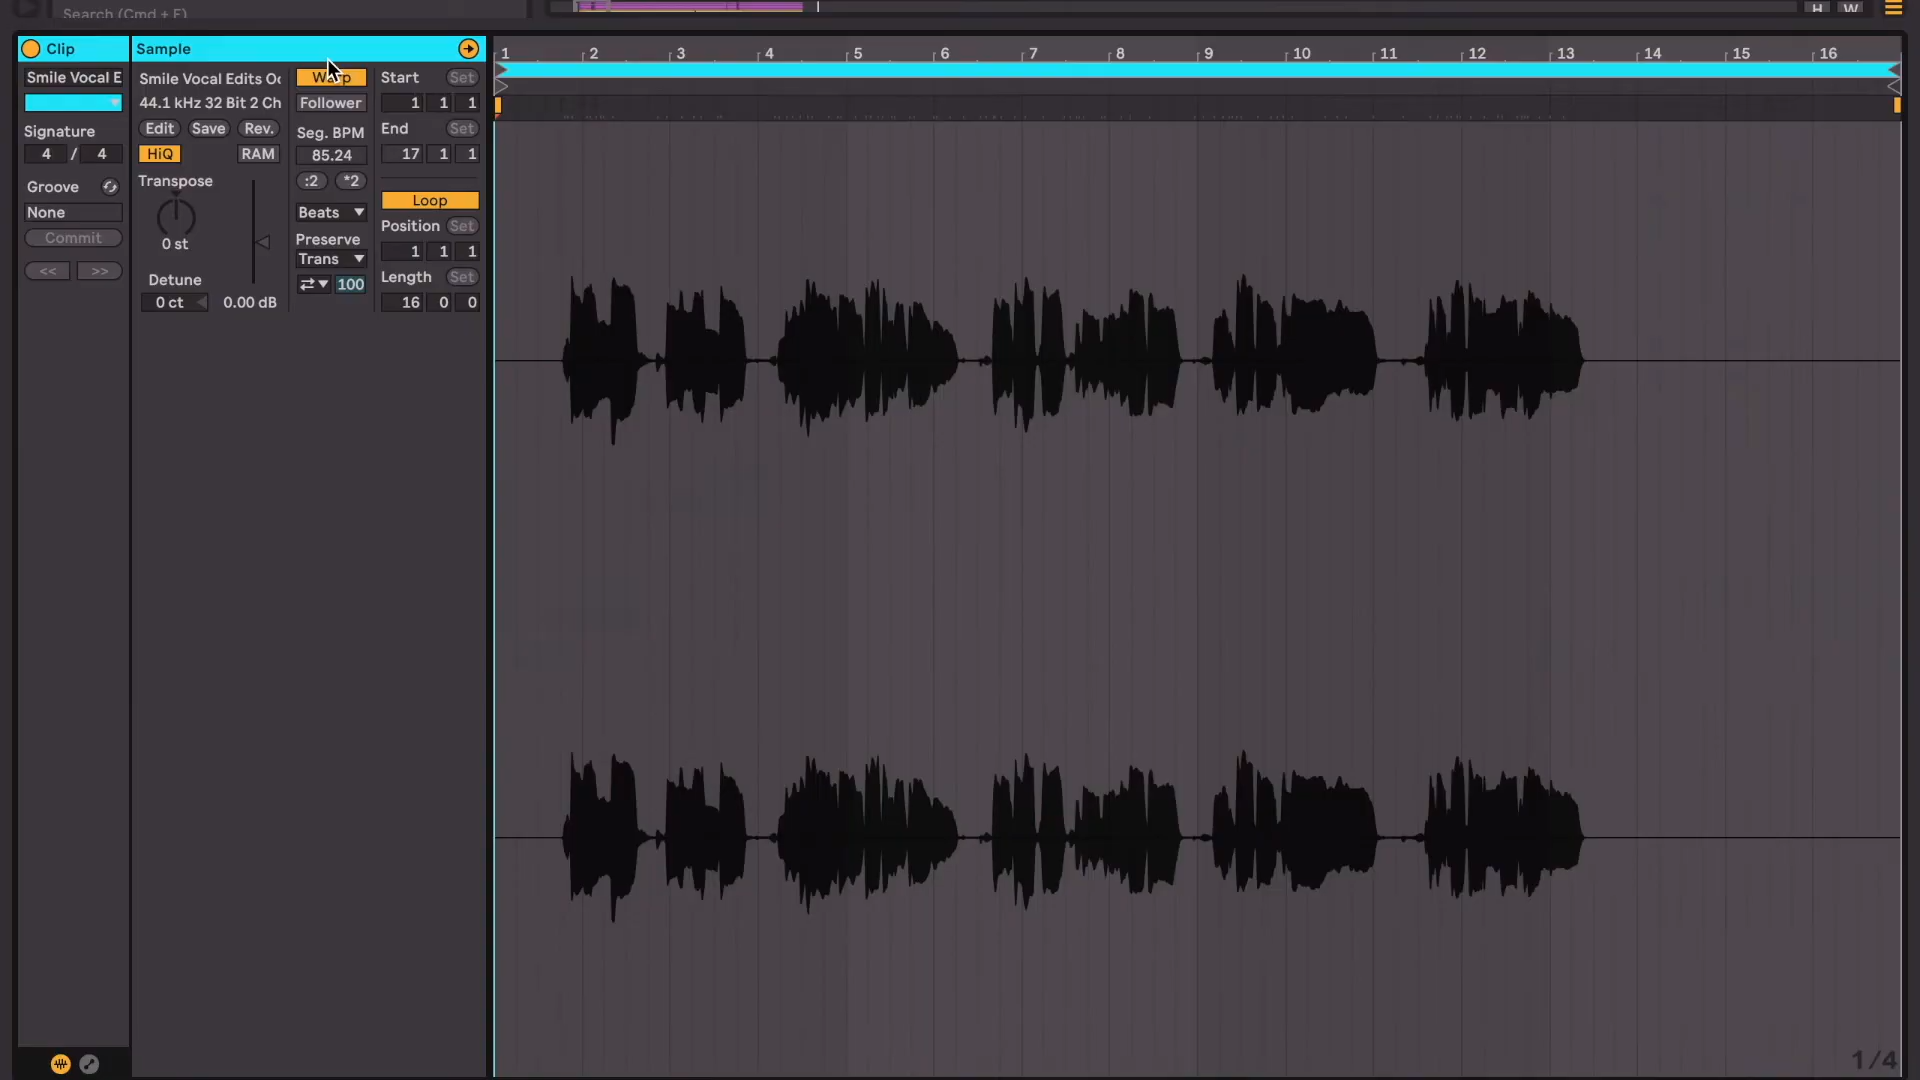 Search (Cmd + F)
H W
Clip
Smile Vocal E
Signature
4 / 4
Groove
None
Commit
<< >>
Sample
Smile Vocal Edits Oc
44.1 kHz 32 Bit 2 Ch
Edit Save Rev.
HiQ RAM
Transpose
0 st
Detune
0 ct 0.00 dB
Warp
Follower
Seg. BPM
85.24
:2 *2
Beats
Preserve
Trans
100
Start Set
1 1 1
End Set
17 1 1
Loop
Position Set
1 1 1
Length Set
16 0 0
1 2 3 4 5 6 7 8 9 10 11 12 13 14 15 16
1/4